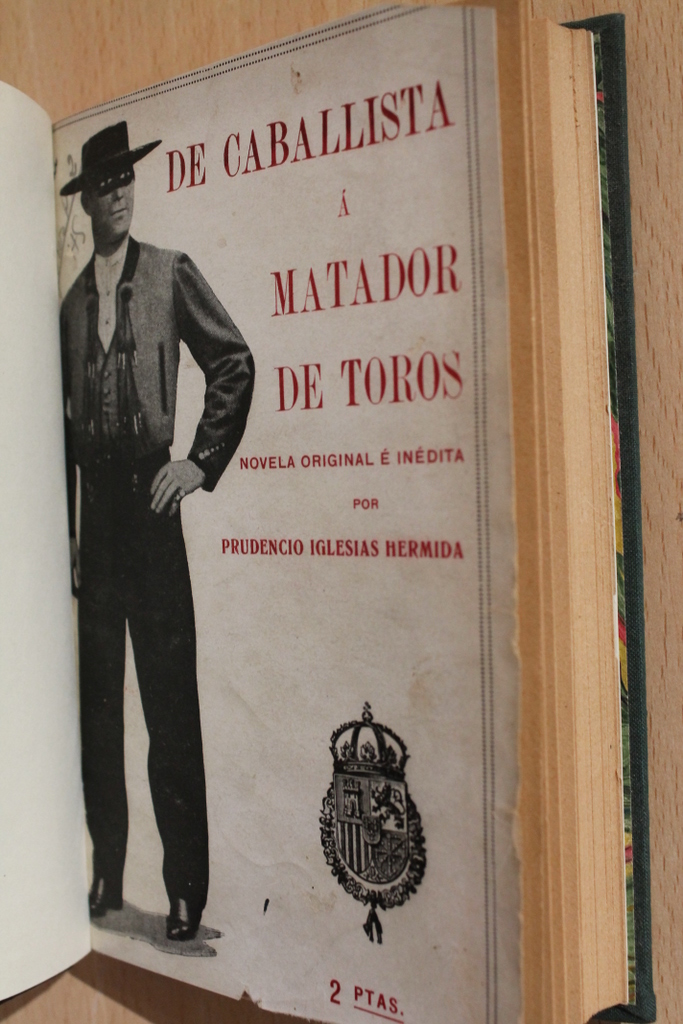 DE CABALLISTA
Á
MATADOR
DE TOROS
NOVELA ORIGINAL É INÉDITA
POR
PRUDENCIO IGLESIAS HERMIDA
2 PTAS.